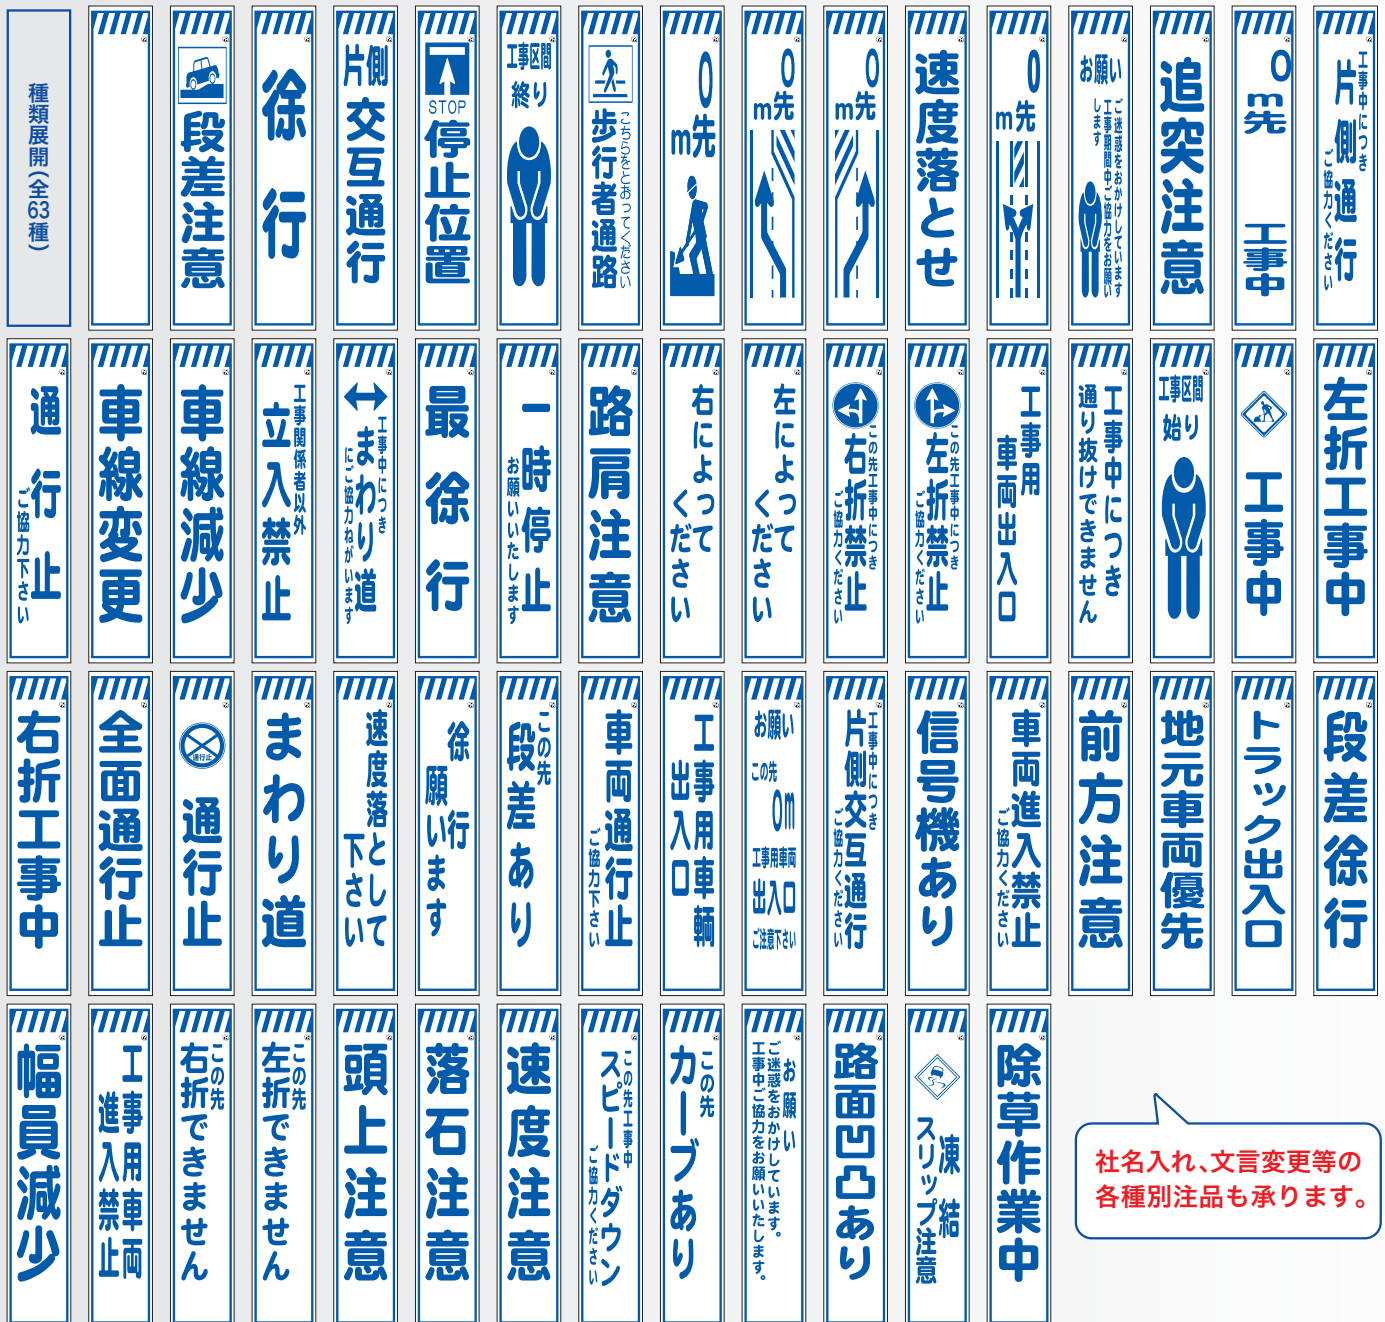 種類展開(全63種)
段差注意
徐行
片側
交互通行
STOP
停止位置
工事区間
終り
こちらをとおってください
歩行者通路
0
m先
0
m先
0
m先
速度落とせ
0
m先
お願い
ご迷惑をおかけしています
工事期間中ご協力をお願い
します
追突注意
0
m先
工事中
工事中につき
片側通行
ご協力ください
通行止
ご協力下さい
車線変更
車線減少
工事関係者以外
立入禁止
工事中につき
まわり道
にご協力ねがいます
最徐行
一時停止
お願いいたします
路肩注意
右によって
ください
左によって
ください
この先工事中につき
右折禁止
ご協力ください
この先工事中につき
左折禁止
ご協力ください
工事用
車両出入口
工事中につき
通り抜けできません
工事区間
始り
工事中
左折工事中
右折工事中
全面通行止
通行止
通行止
まわり道
速度落として
下さい
徐行
願います
この先
段差あり
車両通行止
ご協力下さい
工事用車輌
出入口
お願い
この先
0m
工事用車両
出入口
ご注意下さい
工事中につき
片側交互通行
ご協力ください
信号機あり
車両進入禁止
ご協力ください
前方注意
地元車両優先
トラック出入口
段差徐行
幅員減少
工事用車両
進入禁止
この先
右折できません
この先
左折できません
頭上注意
落石注意
速度注意
この先工事中
スピードダウン
ご協力ください
この先
カーブあり
お願い
ご迷惑をおかけしています。
工事中ご協力をお願いいたします。
路面凹凸あり
凍結
スリップ注意
除草作業中
社名入れ、文言変更等の
各種別注品も承ります。